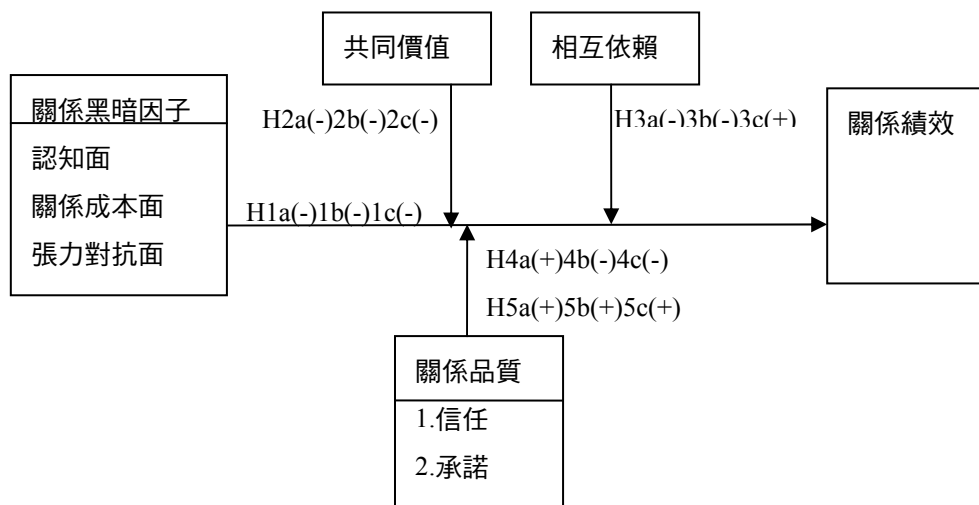 共同價值
相互依賴
關係黑暗因子
認知面
關係成本面
張力對抗面
H2a(-)2b(-)2c(-)
H3a(-)3b(-)3c(+)
關係績效
H1a(-)1b(-)1c(-)
H4a(+)4b(-)4c(-)
H5a(+)5b(+)5c(+)
關係品質
1.信任
2.承諾